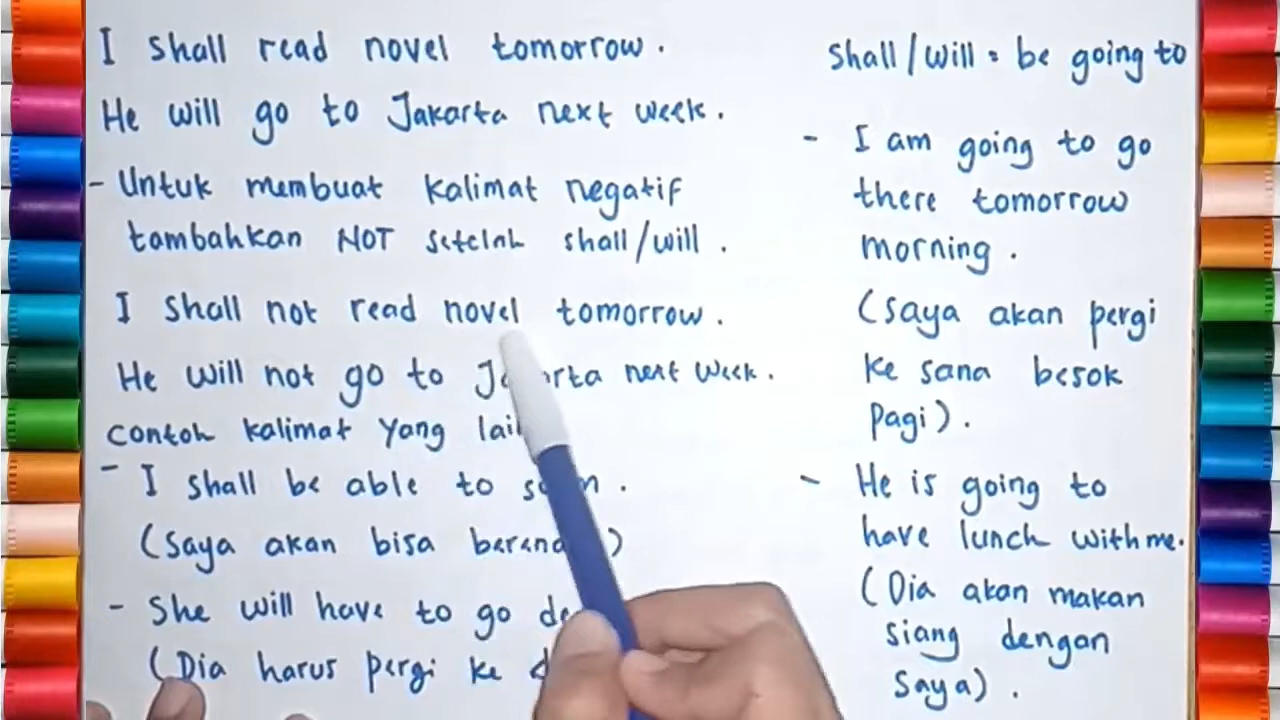 I shall read novel tomorrow.
He will go to Jakarta next week.
- Untuk membuat kalimat negatif
tambahkan NOT setelah shall/will.
I shall not read novel tomorrow.
He will not go to next week.
contoh kalimat yang
- I shall be able to
(Saya akan bisa )
- She will have to go
(Dia harus pergi ke
Shall/will = be going to
- I am going to go
there tomorrow
morning.
(saya akan pergi
ke sana besok
pagi).
- He is going to
have lunch with me.
(Dia akan makan
siang dengan
saya).